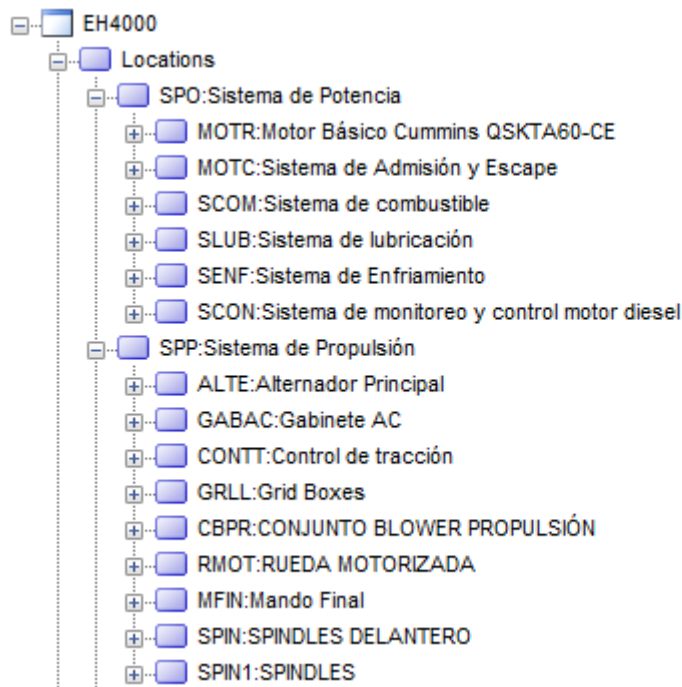 EH4000
Locations
SPO:Sistema de Potencia
MOTR:Motor Básico Cummins QSKTA60-CE
MOTC:Sistema de Admisión y Escape
SCOM:Sistema de combustible
SLUB:Sistema de lubricación
SENF:Sistema de Enfriamiento
SCON:Sistema de monitoreo y control motor diesel
SPP:Sistema de Propulsión
ALTE:Alternador Principal
GABAC:Gabinete AC
CONTT:Control de tracción
GRLL:Grid Boxes
CBPR:CONJUNTO BLOWER PROPULSIÓN
RMOT:RUEDA MOTORIZADA
MFIN:Mando Final
SPIN:SPINDLES DELANTERO
SPIN1:SPINDLES